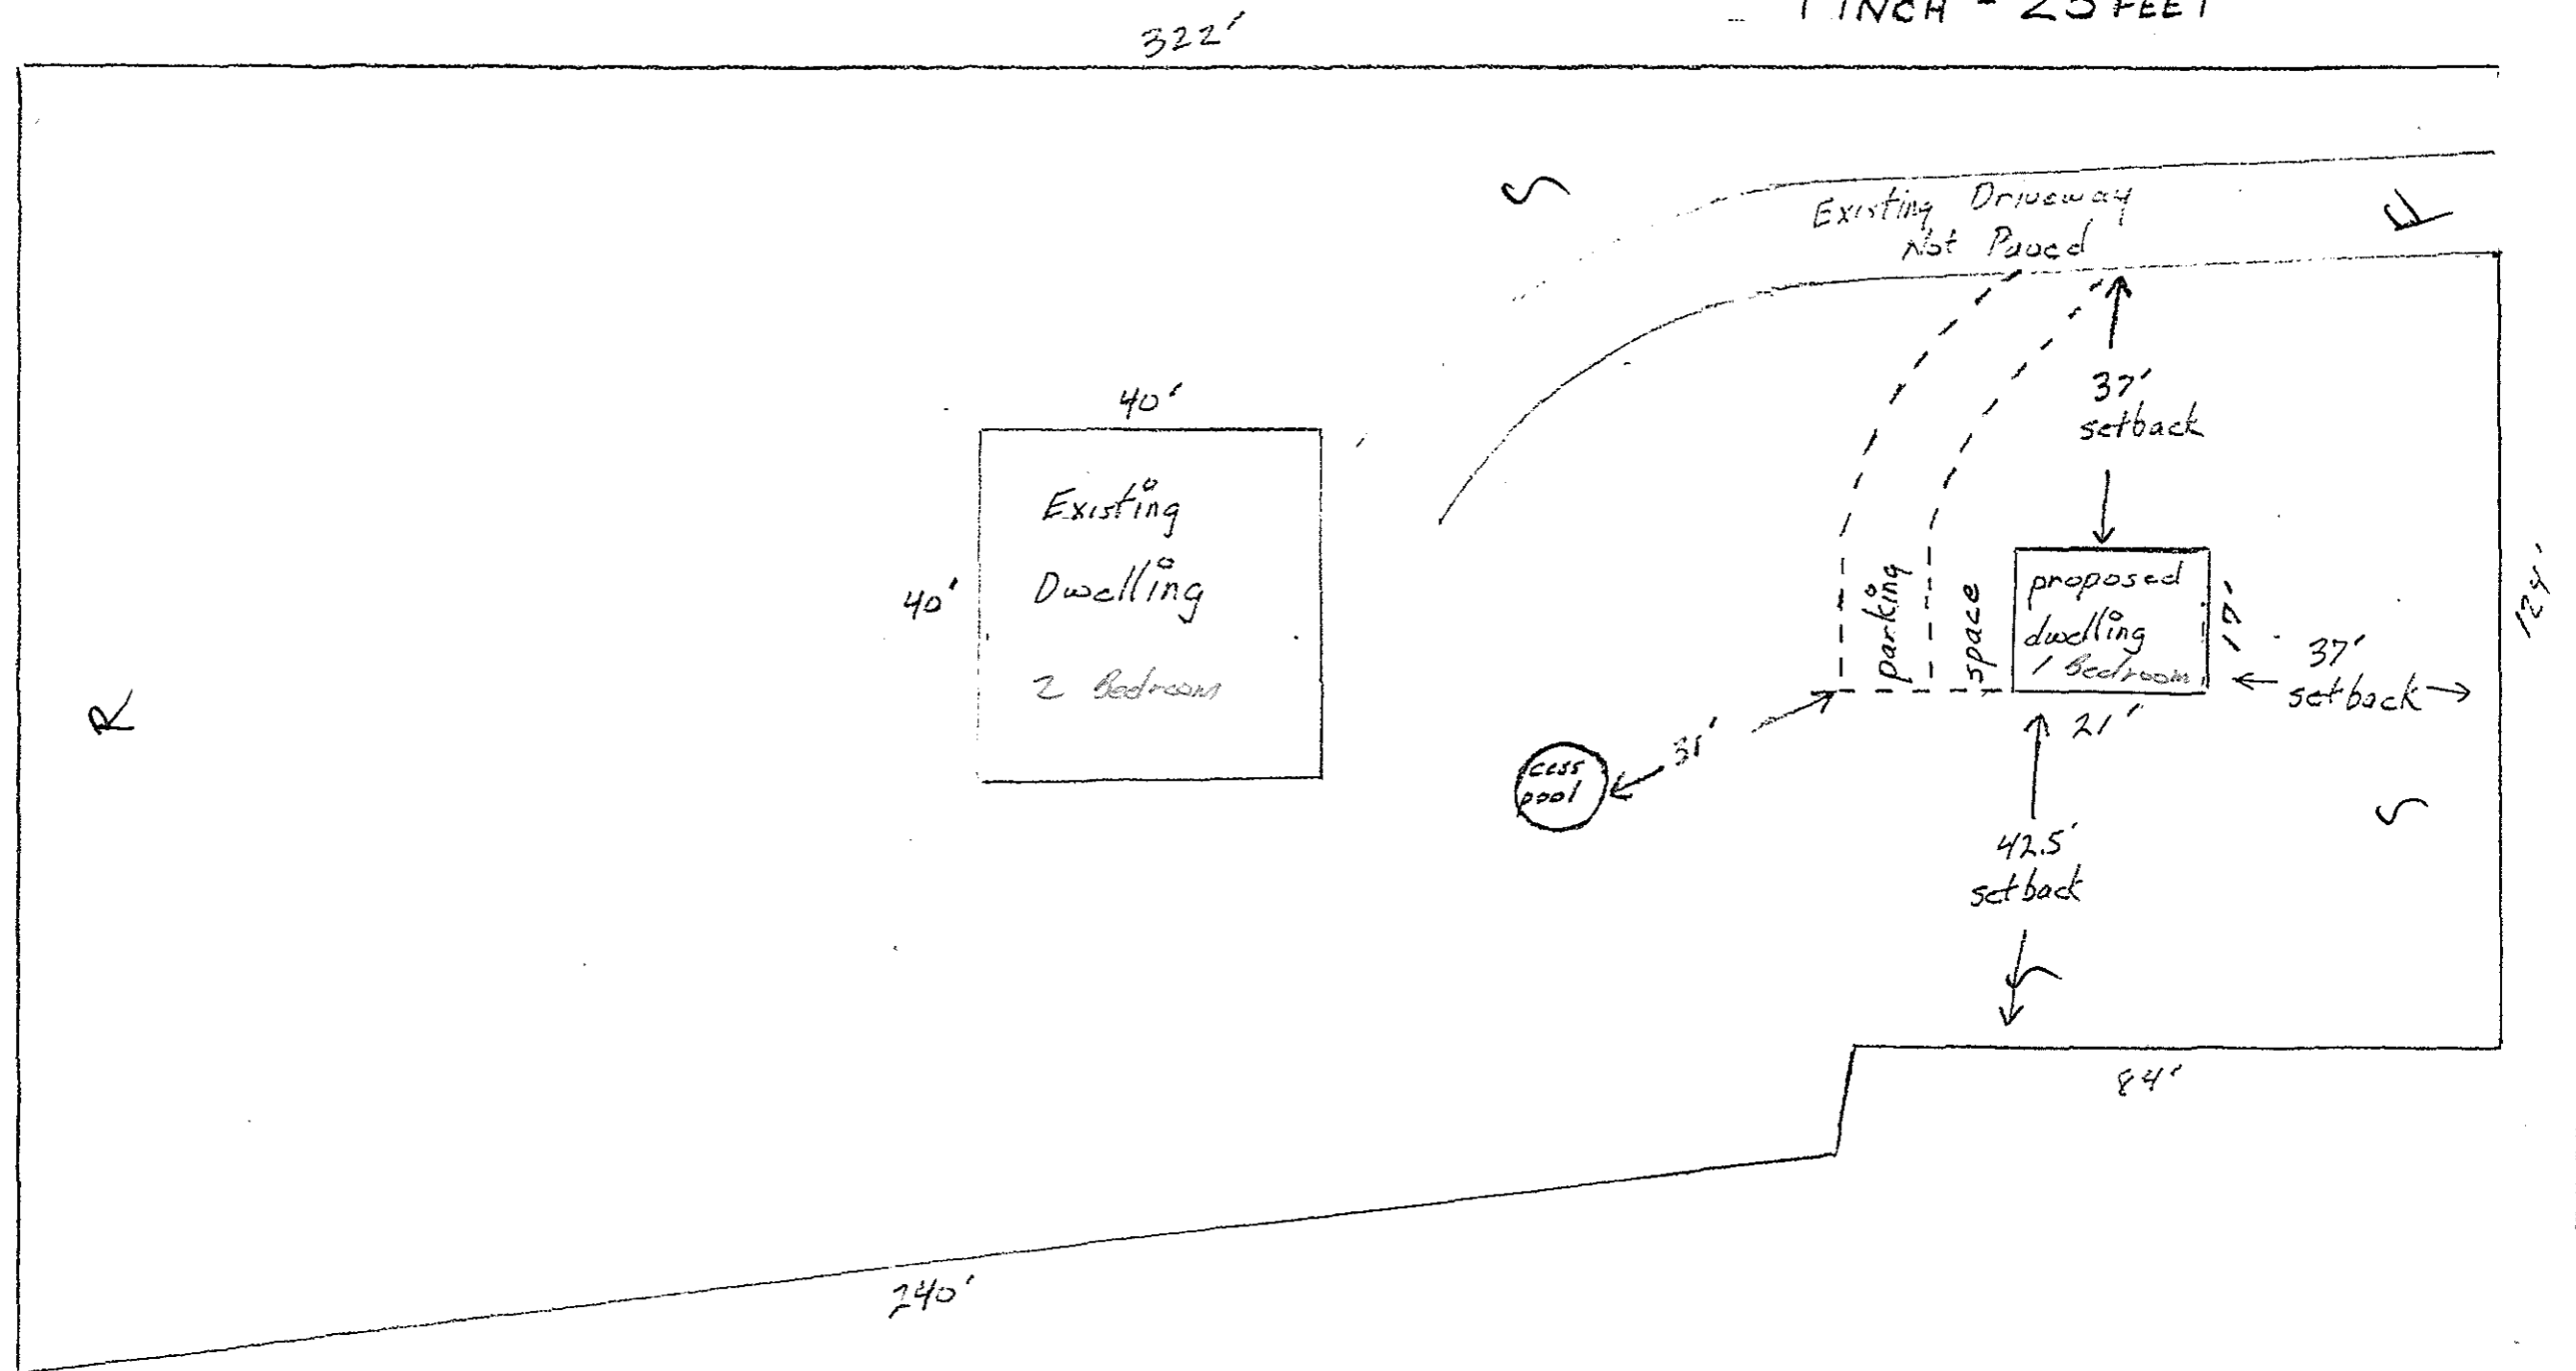 1 INCH = 25 FEET
322'
S
Existing Driveway
Not Paved
F
40'
Existing
Dwelling
2 Bedroom
40'
37'
setback
parking
space
proposed
dwelling
1 Bedroom
17'
21'
37'
setback
124'
R
cess
pool
31'
42.5'
setback
S
S
84'
240'